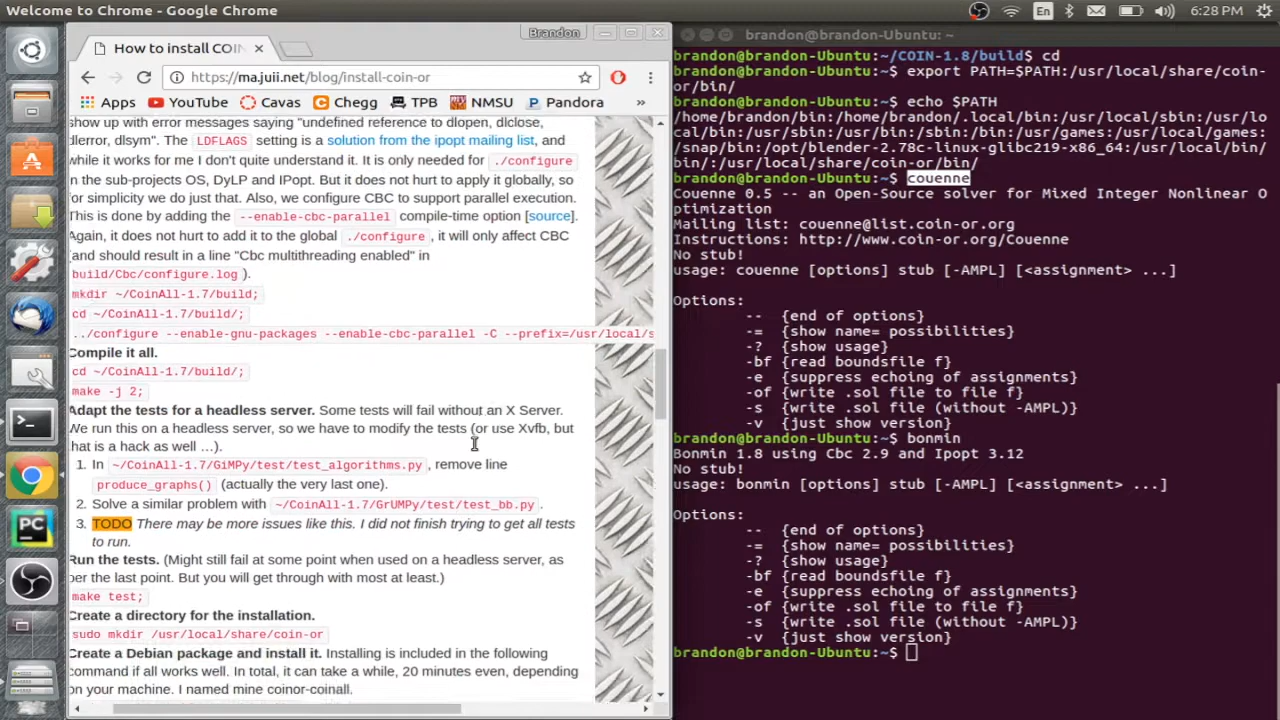 Welcome to Chrome - Google Chrome
En
6:28 PM
How to install COIN
Brandon
https://ma.juii.net/blog/install-coin-or
Apps
YouTube
Cavas
Chegg
TPB
NMSU
Pandora
»
show up with error messages saying "undefined reference to dlopen, dlclose,
dlerror, dlsym". The LDFLAGS setting is a solution from the ipopt mailing list, and
while it works for me I don't quite understand it. It is only needed for ./configure
in the sub-projects OS, DyLP and IPopt. But it does not hurt to apply it globally, so
for simplicity we do just that. Also, we configure CBC to support parallel execution.
This is done by adding the --enable-cbc-parallel compile-time option [source].
Again, it does not hurt to add it to the global ./configure, it will only affect CBC
(and should result in a line "Cbc multithreading enabled" in
build/Cbc/configure.log ).
mkdir ~/CoinAll-1.7/build;
cd ~/CoinAll-1.7/build/;
../configure --enable-gnu-packages --enable-cbc-parallel -C --prefix=/usr/local/s
Compile it all.
cd ~/CoinAll-1.7/build/;
make -j 2;
Adapt the tests for a headless server. Some tests will fail without an X Server.
We run this on a headless server, so we have to modify the tests (or use Xvfb, but
that is a hack as well …).
1. In ~/CoinAll-1.7/GiMPy/test/test_algorithms.py, remove line
produce_graphs() (actually the very last one).
2. Solve a similar problem with ~/CoinAll-1.7/GrUMPy/test/test_bb.py.
3. TODO There may be more issues like this. I did not finish trying to get all tests
to run.
Run the tests. (Might still fail at some point when used on a headless server, as
per the last point. But you will get through with most at least.)
make test;
Create a directory for the installation.
sudo mkdir /usr/local/share/coin-or
Create a Debian package and install it. Installing is included in the following
command if all works well. In total, it can take a while, 20 minutes even, depending
on your machine. I named mine coinor-coinall.
brandon@brandon-Ubuntu: ~
brandon@brandon-Ubuntu:~/COIN-1.8/build$ cd
brandon@brandon-Ubuntu:~$ export PATH=$PATH:/usr/local/share/coin-
or/bin/
brandon@brandon-Ubuntu:~$ echo $PATH
/home/brandon/bin:/home/brandon/.local/bin:/usr/local/sbin:/usr/lo
cal/bin:/usr/sbin:/usr/bin:/sbin:/bin:/usr/games:/usr/local/games:
/snap/bin:/opt/blender-2.78c-linux-glibc219-x86_64:/usr/local/bin/
bin/:/usr/local/share/coin-or/bin/
brandon@brandon-Ubuntu:~$ couenne
Couenne 0.5 -- an Open-Source solver for Mixed Integer Nonlinear O
ptimization
Mailing list: couenne@list.coin-or.org
Instructions: http://www.coin-or.org/Couenne
No stub!
usage: couenne [options] stub [-AMPL] [<assignment> ...]
Options:
-- {end of options}
-= {show name= possibilities}
-? {show usage}
-bf {read boundsfile f}
-e {suppress echoing of assignments}
-of {write .sol file to file f}
-s {write .sol file (without -AMPL)}
-v {just show version}
brandon@brandon-Ubuntu:~$ bonmin
Bonmin 1.8 using Cbc 2.9 and Ipopt 3.12
No stub!
usage: bonmin [options] stub [-AMPL] [<assignment> ...]
Options:
-- {end of options}
-= {show name= possibilities}
-? {show usage}
-bf {read boundsfile f}
-e {suppress echoing of assignments}
-of {write .sol file to file f}
-s {write .sol file (without -AMPL)}
-v {just show version}
brandon@brandon-Ubuntu:~$